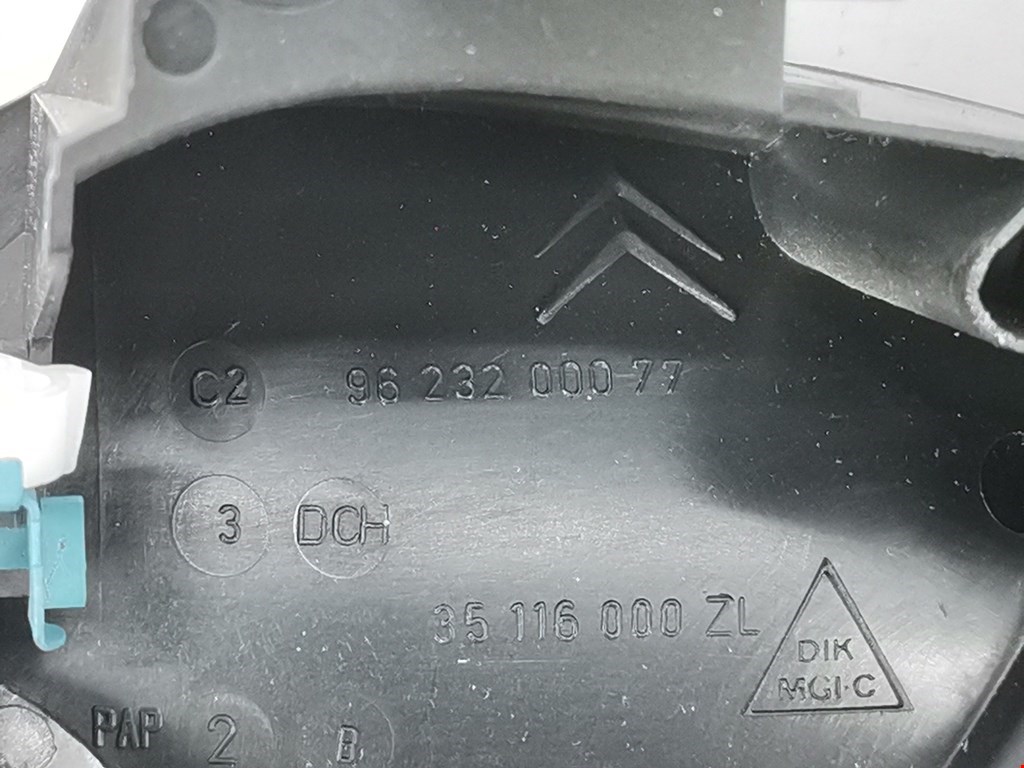 C2 96 232 000 77
3 DCH
35 116 000 ZL
DIK
MGI·C
PAP 2 B